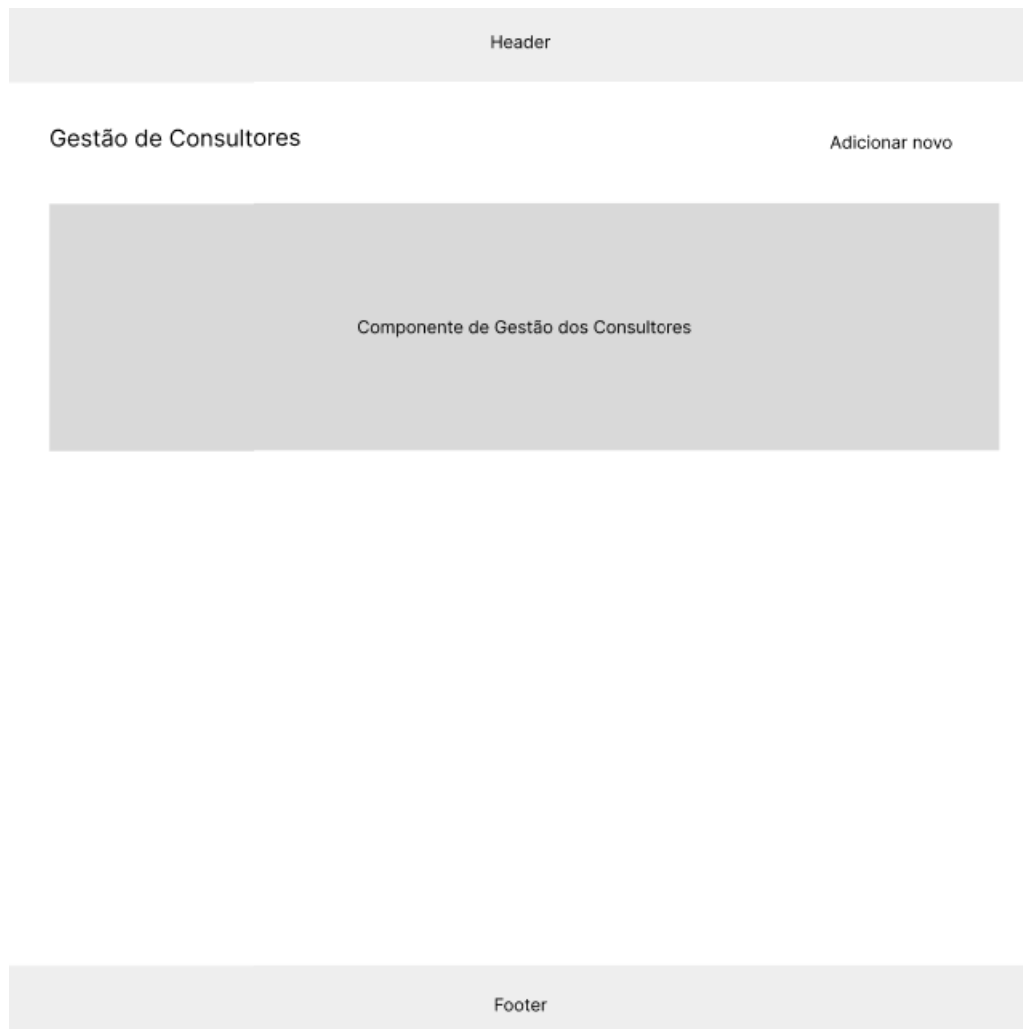 Header
Gestão de Consultores
Adicionar novo
Componente de Gestão dos Consultores
Footer